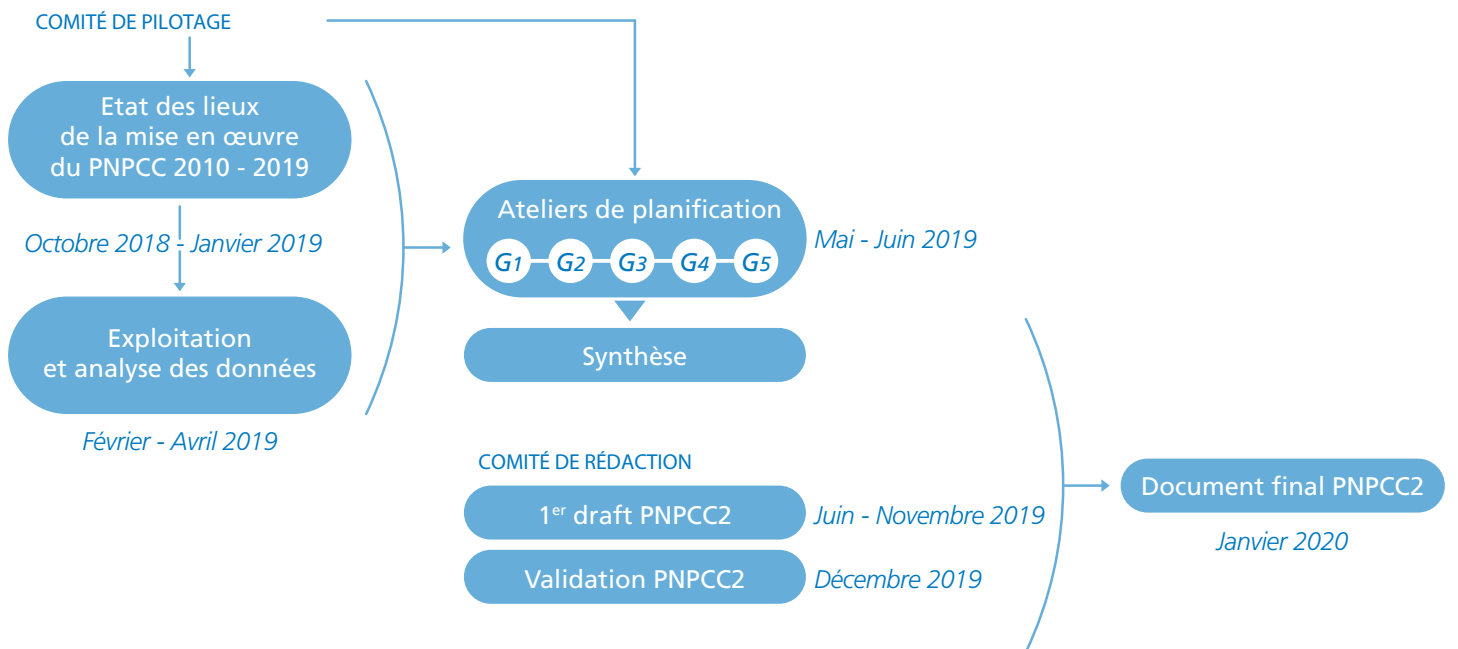 COMITÉ DE PILOTAGE
Etat des lieux
de la mise en œuvre
du PNPCC 2010 - 2019
Octobre 2018 - Janvier 2019
Exploitation
et analyse des données
Février - Avril 2019
Ateliers de planification
G1 G2 G3 G4 G5
Mai - Juin 2019
Synthèse
COMITÉ DE RÉDACTION
1er draft PNPCC2
Juin - Novembre 2019
Validation PNPCC2
Décembre 2019
Document final PNPCC2
Janvier 2020